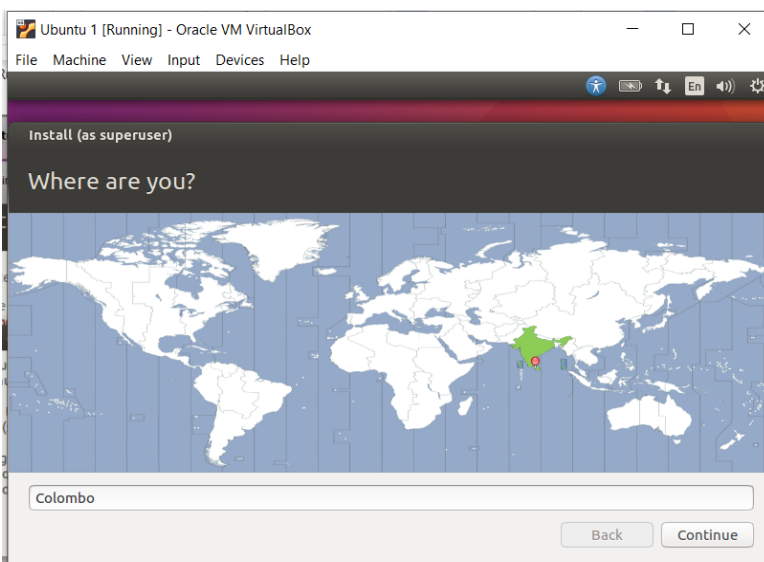 Ubuntu 1 [Running] - Oracle VM VirtualBox
File Machine View Input Devices Help
En
Install (as superuser)
Where are you?
Colombo
Back Continue